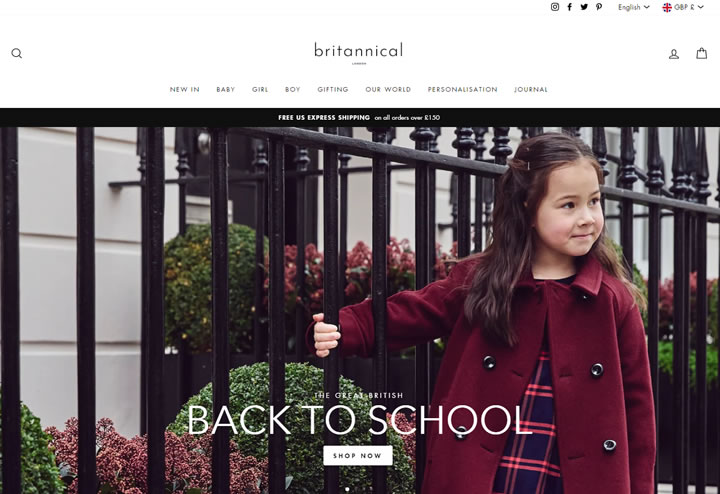 English GBP £
britannical
LONDON
NEW IN BABY GIRL BOY GIFTING OUR WORLD PERSONALISATION JOURNAL
FREE US EXPRESS SHIPPING on all orders over £150
THE GREAT BRITISH
BACK TO SCHOOL
SHOP NOW